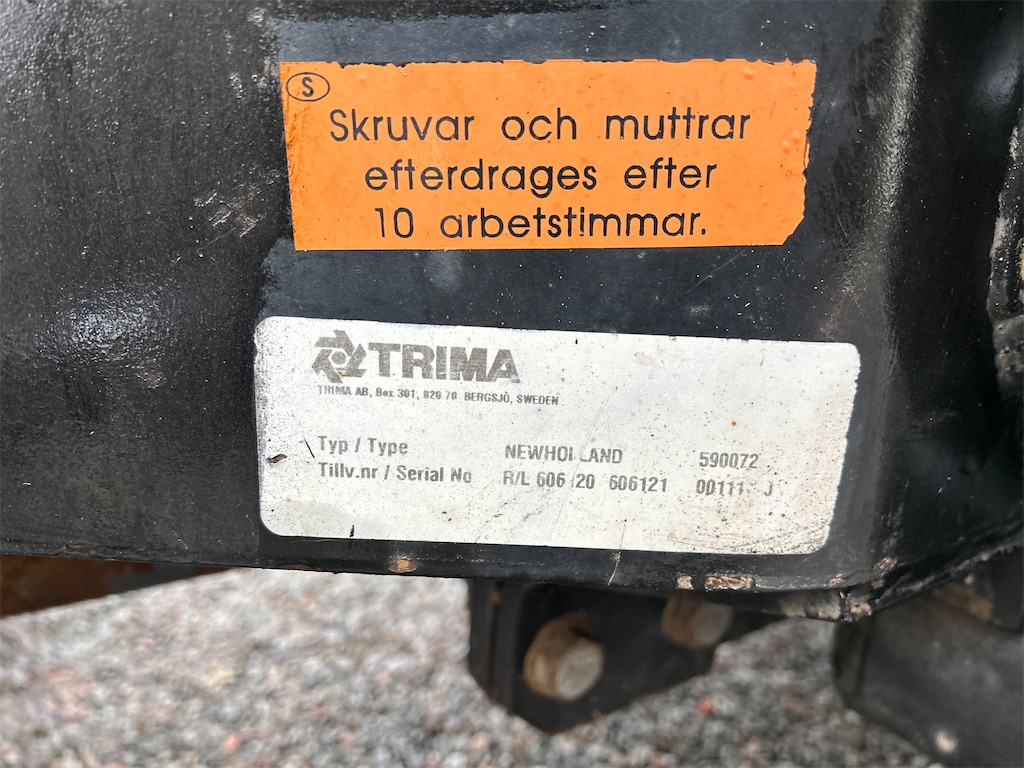 S
Skruvar och muttrar
efterdrages efter
10 arbetstimmar.
TRIMA
TRIMA AB, Box 301, 820 70 BERGSJÖ, SWEDEN
Typ / Type NEWHOLLAND 590072
Tillv.nr / Serial No R/L 606 120 606121 00111 J